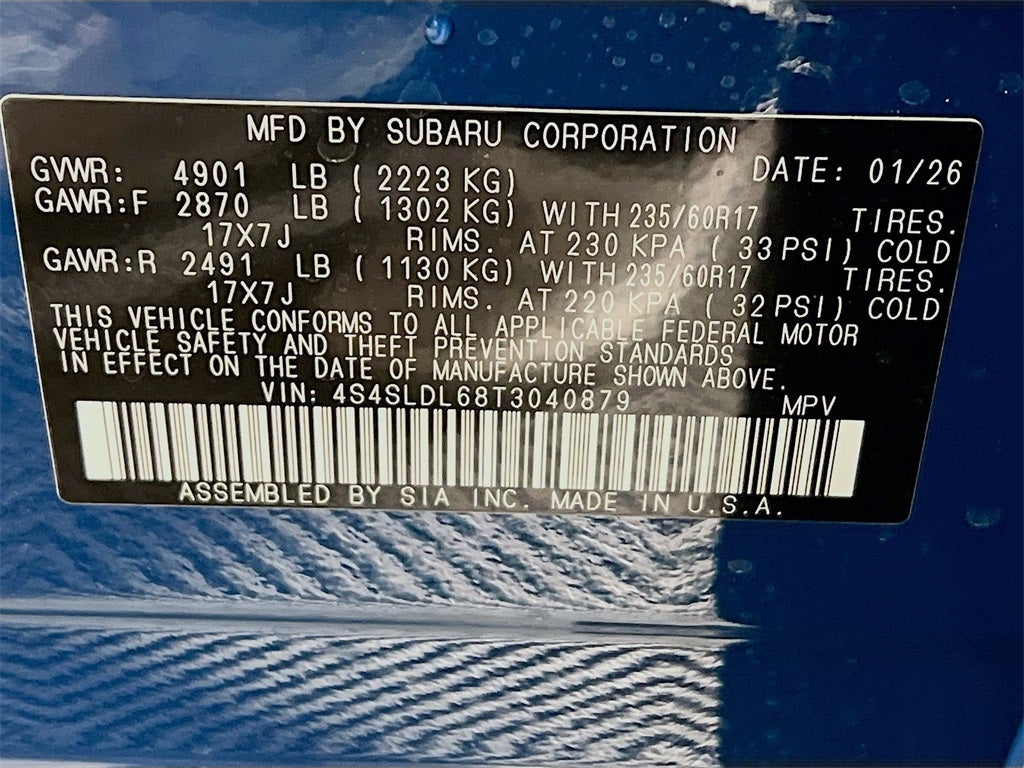 MFD BY SUBARU CORPORATION
GVWR: 4901 LB ( 2223 KG) DATE: 01/26
GAWR:F 2870 LB ( 1302 KG) WITH 235/60R17 TIRES.
17X7J RIMS. AT 230 KPA ( 33 PSI) COLD
GAWR:R 2491 LB ( 1130 KG) WITH 235/60R17 TIRES.
17X7J RIMS. AT 220 KPA ( 32 PSI) COLD
THIS VEHICLE CONFORMS TO ALL APPLICABLE FEDERAL MOTOR
VEHICLE SAFETY AND THEFT PREVENTION STANDARDS
IN EFFECT ON THE DATE OF MANUFACTURE SHOWN ABOVE.
VIN: 4S4SLDL68T3040879 MPV
ASSEMBLED BY SIA INC. MADE IN U.S.A.